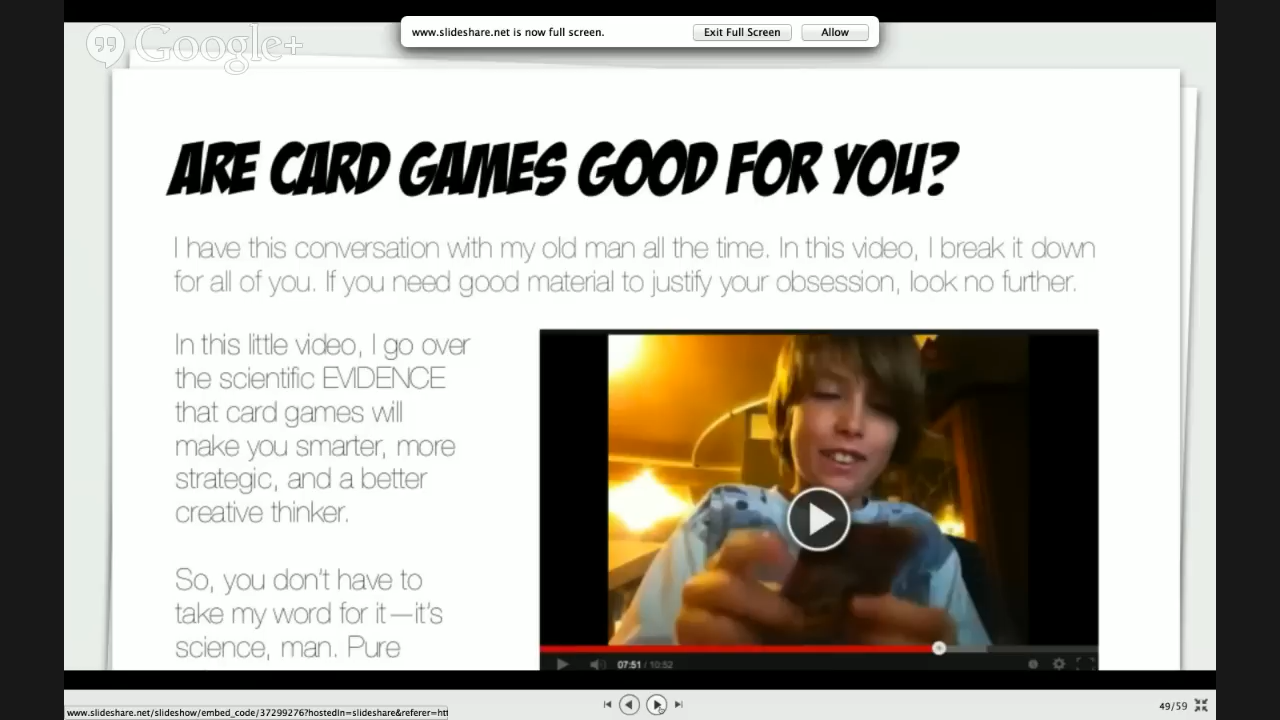 www.slideshare.net is now full screen.
Exit Full Screen
Allow
Google+
ARE CARD GAMES GOOD FOR YOU?
I have this conversation with my old man all the time. In this video, I break it down
for all of you. If you need good material to justify your obsession, look no further.
In this little video, I go over
the scientific EVIDENCE
that card games will
make you smarter, more
strategic, and a better
creative thinker.
So, you don't have to
take my word for it—it's
science, man. Pure
07:51 / 10:52
www.slideshare.net/slideshow/embed_code/37299276?hostedIn=slideshare&referer=htt
49/59